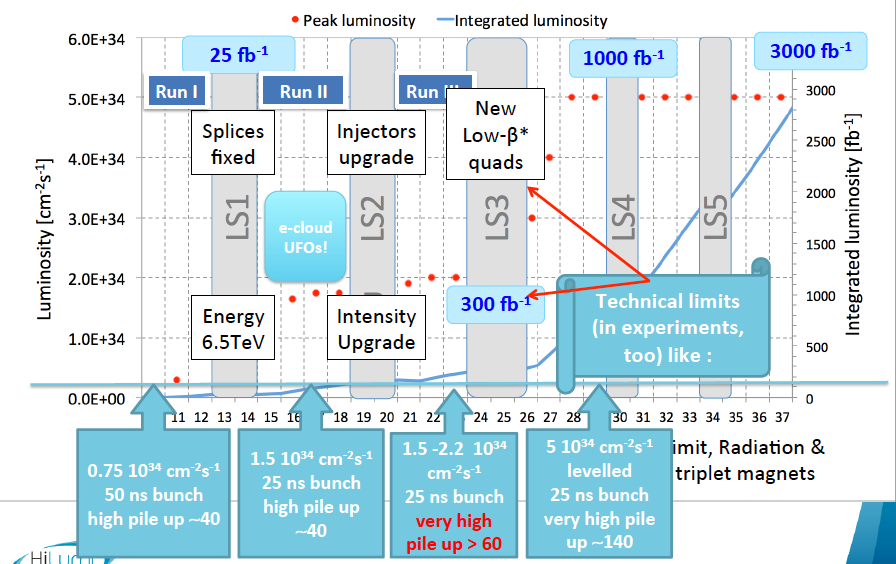 Peak luminosity
Integrated luminosity
6.0E+34
5.0E+34
4.0E+34
3.0E+34
2.0E+34
1.0E+34
0.0E+00
Luminosity [cm⁻²s⁻¹]
25 fb⁻¹
1000 fb⁻¹
3000 fb⁻¹
Run I
Run II
Run
Splices
fixed
Injectors
upgrade
New
Low-β*
quads
LS1
LS2
LS3
LS4
LS5
e-cloud
UFOs!
300 fb⁻¹
Technical limits
(in experiments,
too) like :
Energy
6.5TeV
Intensity
Upgrade
3000
2500
2000
1500
1000
500
0
Integrated luminosity [fb⁻¹]
11 12 13 14 15 16 18 19 20 21 22 24 25 26 27 28 30 31 32 33 34 35 36 37
0.75 10³⁴ cm⁻²s⁻¹
50 ns bunch
high pile up ~40
1.5 10³⁴ cm⁻²s⁻¹
25 ns bunch
high pile up
~40
1.5 -2.2 10³⁴
cm⁻²s⁻¹
25 ns bunch
very high
pile up > 60
5 10³⁴ cm⁻²s⁻¹
levelled
25 ns bunch
very high pile
up ~140
imit, Radiation &
triplet magnets